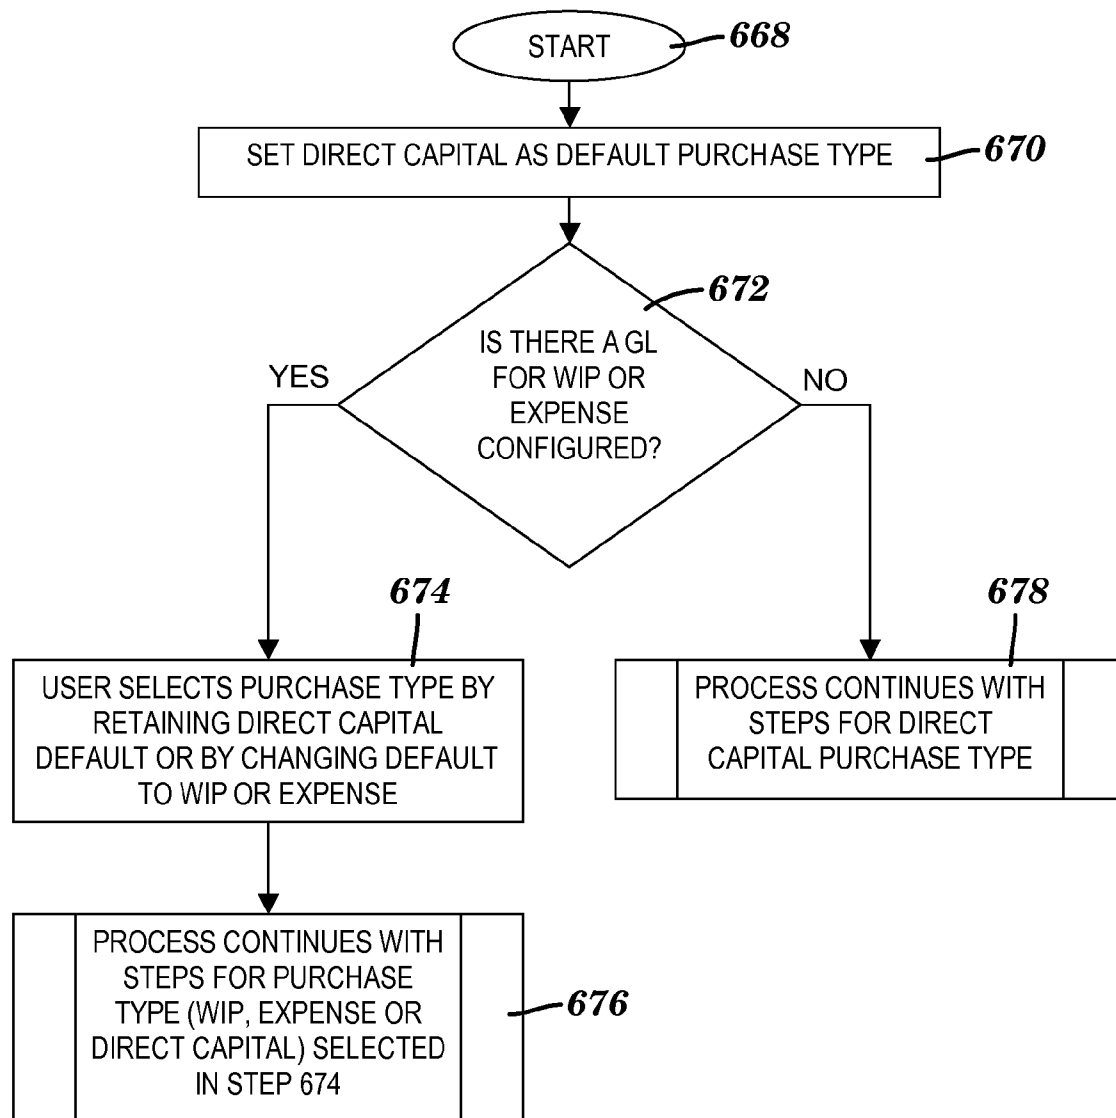 START
668
SET DIRECT CAPITAL AS DEFAULT PURCHASE TYPE
670
672
IS THERE A GL
FOR WIP OR
EXPENSE
CONFIGURED?
YES
NO
674
USER SELECTS PURCHASE TYPE BY
RETAINING DIRECT CAPITAL
DEFAULT OR BY CHANGING DEFAULT
TO WIP OR EXPENSE
678
PROCESS CONTINUES WITH
STEPS FOR DIRECT
CAPITAL PURCHASE TYPE
PROCESS CONTINUES WITH
STEPS FOR PURCHASE
TYPE (WIP, EXPENSE OR
DIRECT CAPITAL) SELECTED
IN STEP 674
676